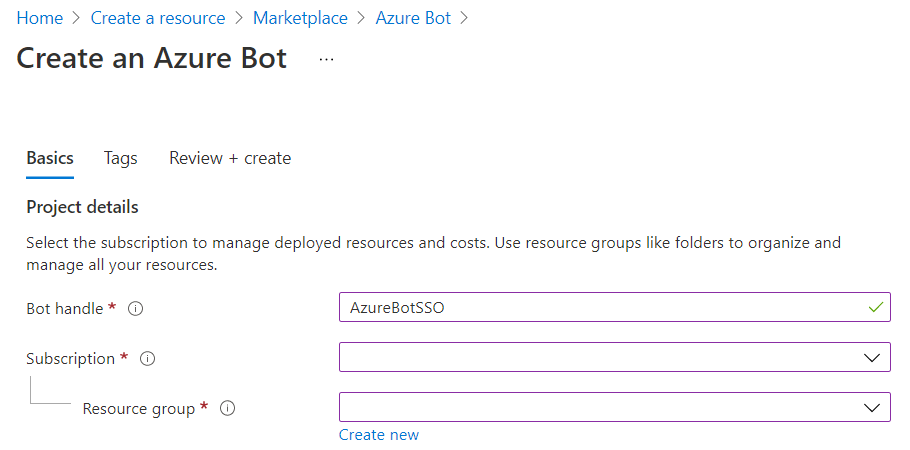 Home > Create a resource > Marketplace > Azure Bot >
Create an Azure Bot ...
Basics Tags Review + create
Project details
Select the subscription to manage deployed resources and costs. Use resource groups like folders to organize and
manage all your resources.
Bot handle * AzureBotSSO
Subscription *
Resource group *
Create new